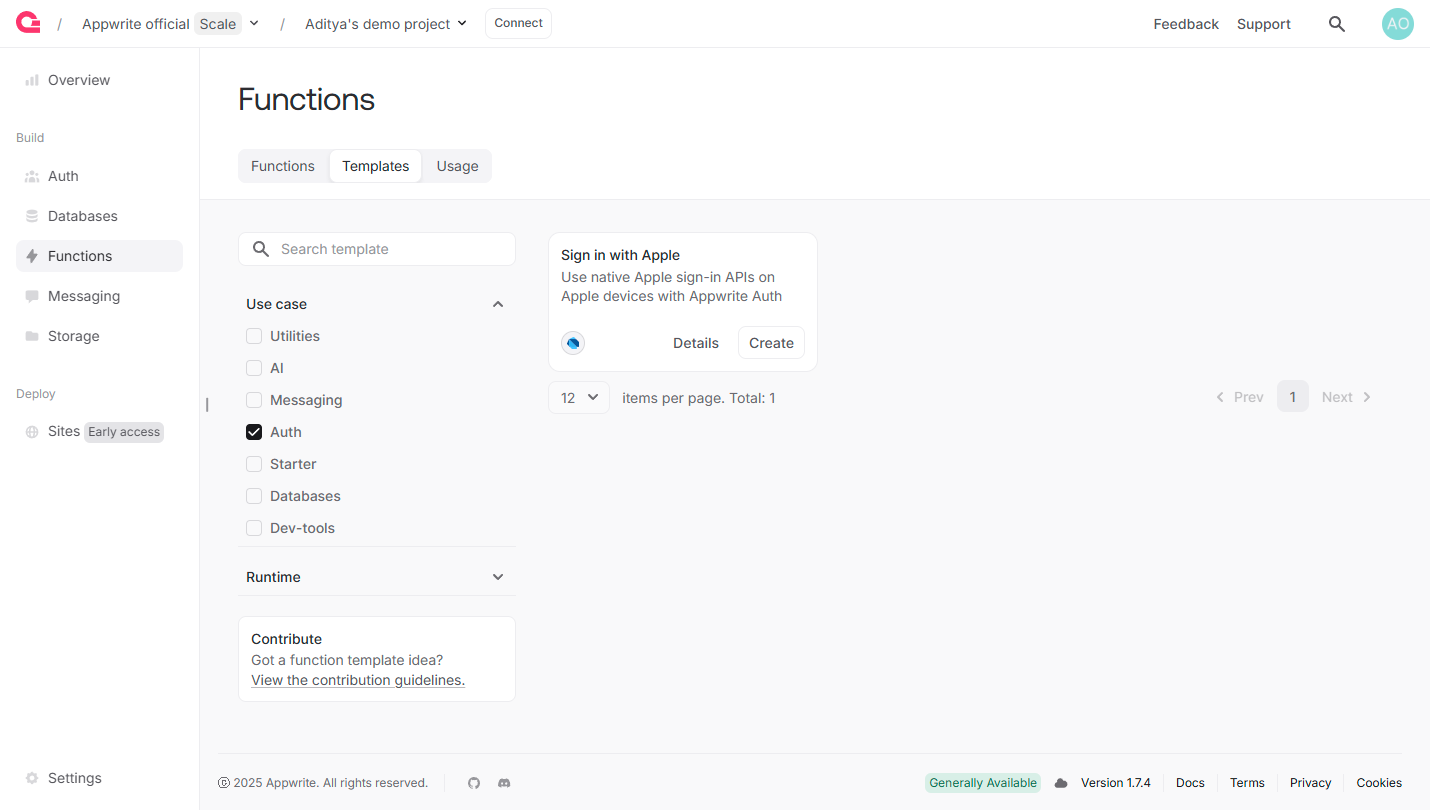 / Appwrite official Scale / Aditya's demo project Connect Feedback Support AO
Overview
Build
Auth
Databases
Functions
Messaging
Storage
Deploy
Sites Early access
Settings
Functions
Functions Templates Usage
Search template
Use case
Utilities
AI
Messaging
Auth
Starter
Databases
Dev-tools
Runtime
Contribute
Got a function template idea?
View the contribution guidelines.
Sign in with Apple
Use native Apple sign-in APIs on
Apple devices with Appwrite Auth
Details Create
12 items per page. Total: 1 Prev 1 Next
© 2025 Appwrite. All rights reserved. Generally Available Version 1.7.4 Docs Terms Privacy Cookies